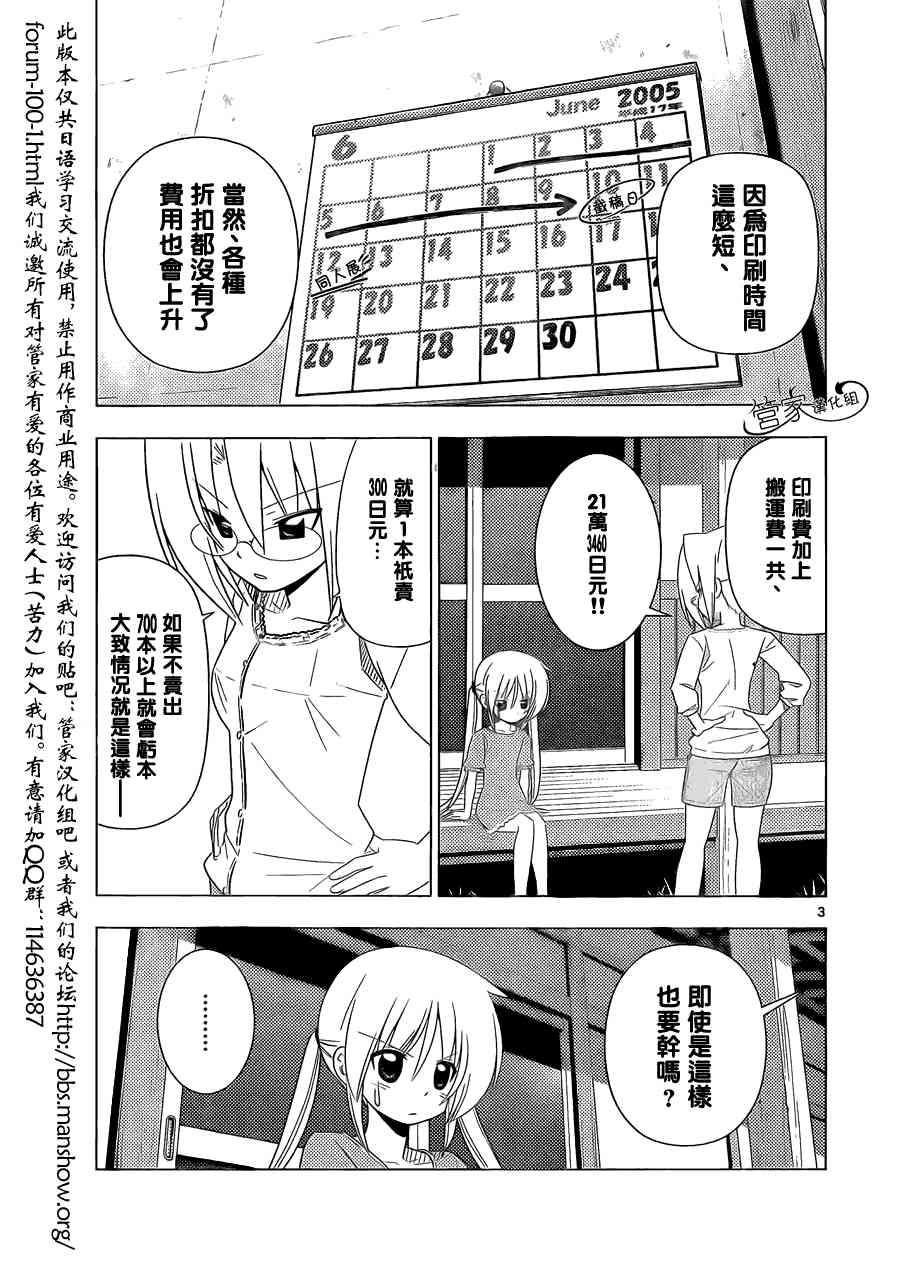 因為印刷時間
這麼短、
當然、各種
折扣都沒有了
費用也會上升
June 2005
平成17年
6
1 2 3 4
5 6 7 8 9 10 11
截稿日
12 13 14 15 16 17 18
同人展
19 20 21 22 23 24 2
26 27 28 29 30
管家漢化組
印刷費加上
搬運費一共、
21
萬
3460
日元!!
就算1本衹賣
300日元…
如果不賣出
700本以上就會虧本
大致情況就是這樣
——
3
即使是這樣
也要幹嗎?
………
此版本仅共日语学习交流使用，禁止用作商业用途。欢迎访问我们的贴吧：管家汉化组吧 或者我们的论坛http://bbs.manshow.org/
forum-100-1.html我们诚邀所有对管家有爱的各位有爱人士(苦力)加入我们。有意请加QQ群：114636387